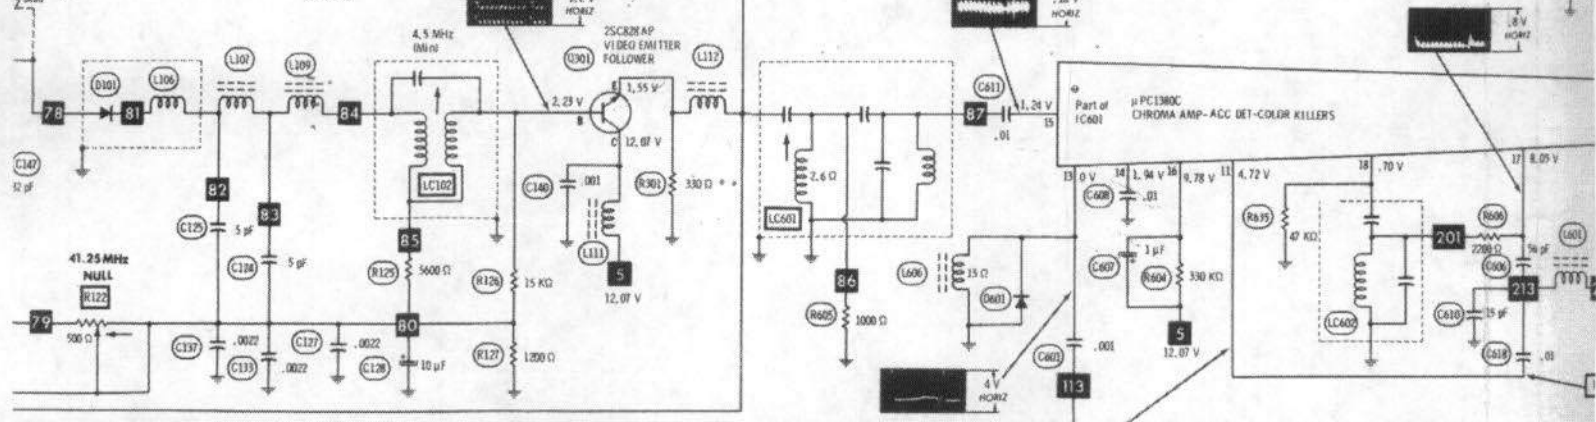 HORIZ
HORIZ
.8 V
HORIZ
4.5 MHz
(Min)
2SC828AP
VIDEO EMITTER
FOLLOWER
Q301
L112
L107
L109
D101
L106
E
1.55 V
2.23 V
B
C 12.07 V
78
81
84
87
C611
.01
1.24 V
15
Part of
IC601
µPC1380C
CHROMA AMP-ACC DET-COLOR KILLERS
C147
82
83
LC102
C140
.001
R301
330 Ω
2.6 Ω
LC601
13
0 V
14
1.94 V
16
9.78 V
11
4.72 V
18
.70 V
17
8.05 V
C608
.01
C125
5 pF
C124
5 pF
85
R125
5600 Ω
L111
5
12.07 V
R635
47 KΩ
201
R606
2200 Ω
56 pF
C606
L601
41.25 MHz
NULL
R122
500 Ω
79
R126
15 KΩ
86
R605
1000 Ω
L606
15 Ω
D601
C607
1 µF
R604
330 KΩ
5
12.07 V
LC602
213
C610
15 pF
80
C137
.0022
C133
.0022
C127
.0022
C128
10 µF
R127
1200 Ω
C601
.001
113
4 V
HORIZ
C618
.01